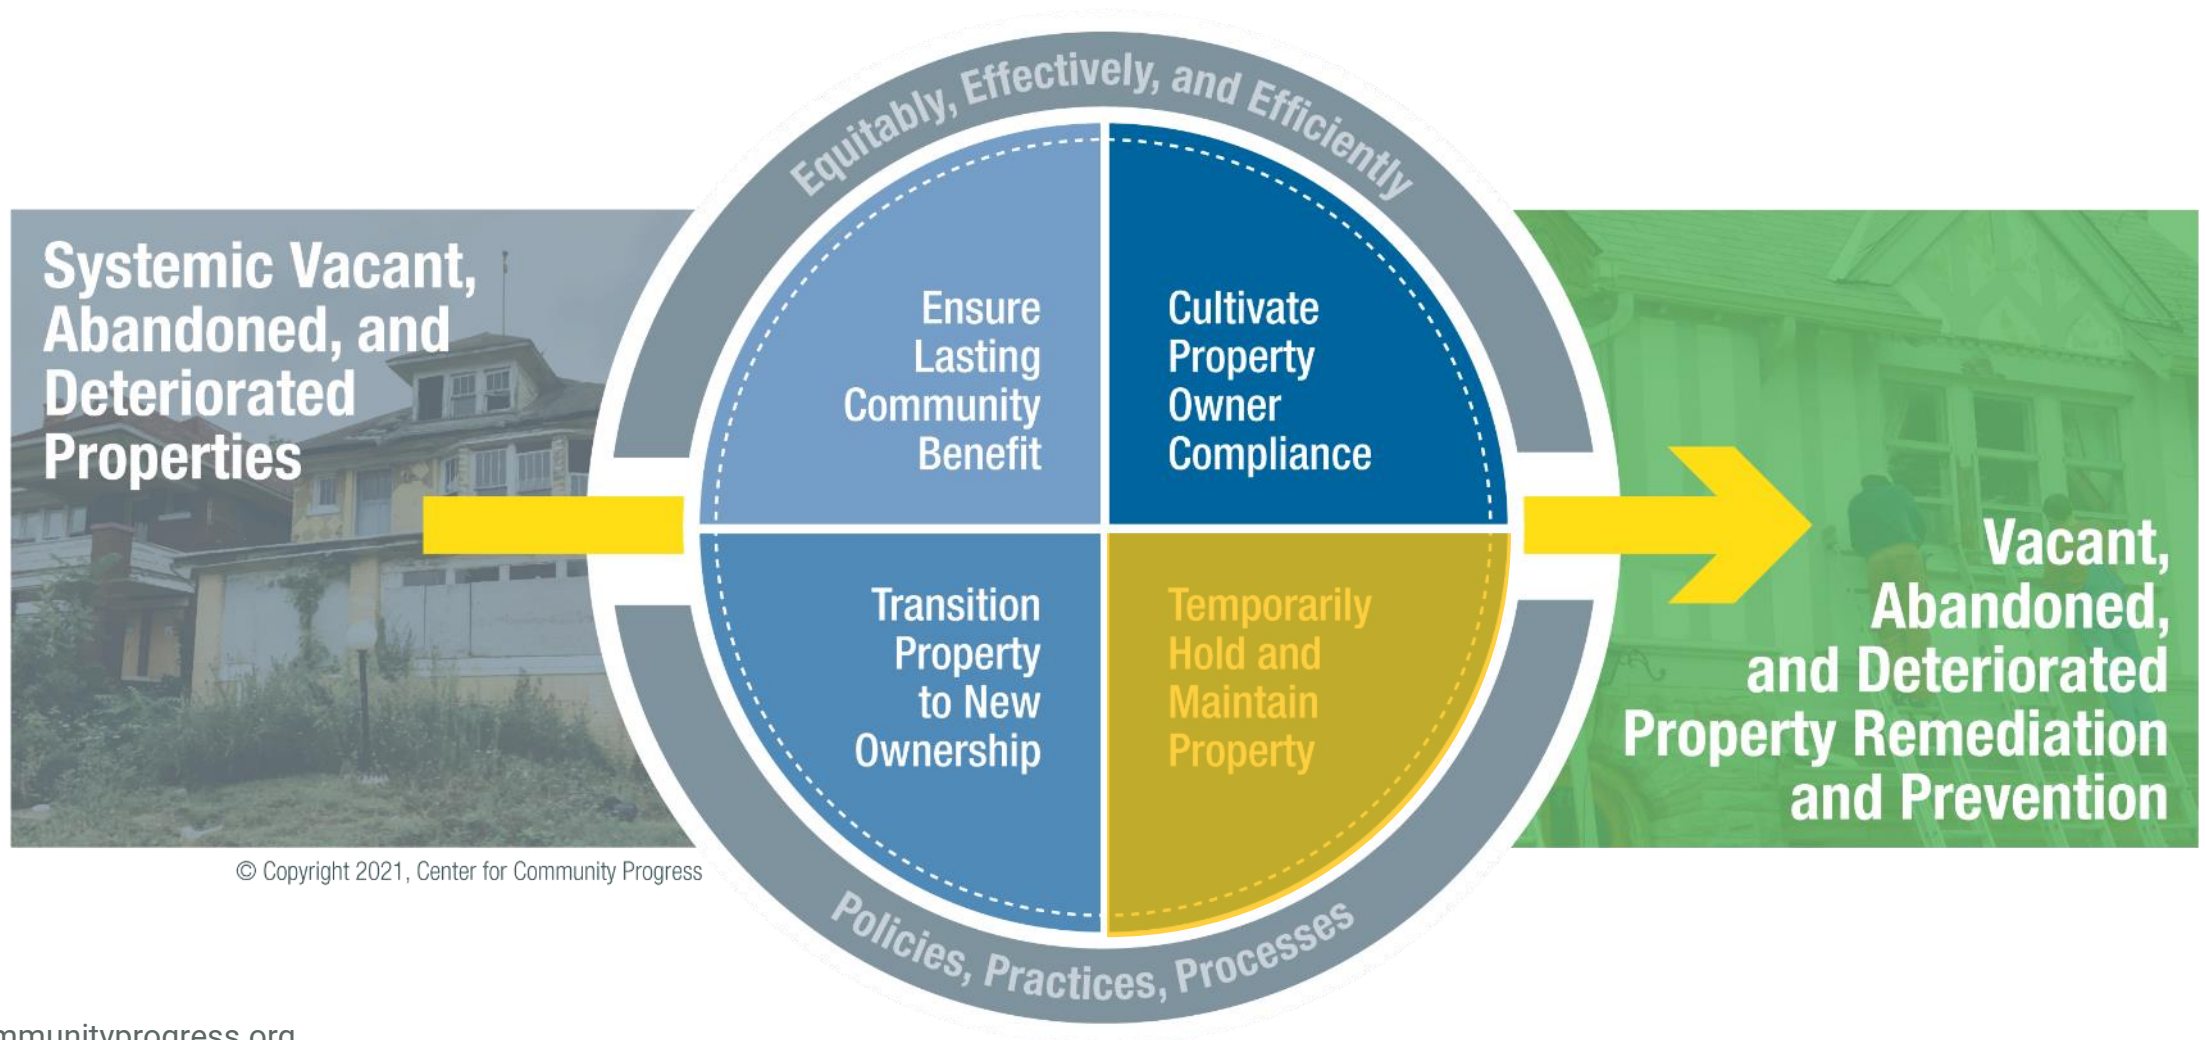 Equitably, Effectively, and Efficiently
Systemic Vacant,
Abandoned, and
Deteriorated
Properties
Ensure
Lasting
Community
Benefit
Cultivate
Property
Owner
Compliance
Transition
Property
to New
Ownership
Temporarily
Hold and
Maintain
Property
Vacant,
Abandoned,
and Deteriorated
Property Remediation
and Prevention
© Copyright 2021, Center for Community Progress
Policies, Practices, Processes
mmunityprogress.org